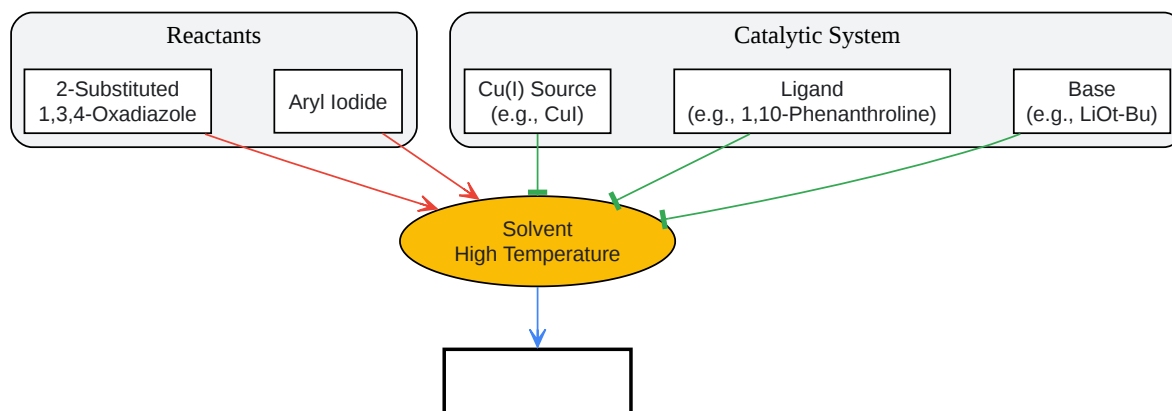 Reactants
Catalytic System
2-Substituted
1,3,4-Oxadiazole
Aryl Iodide
Cu(I) Source
(e.g., CuI)
Ligand
(e.g., 1,10-Phenanthroline)
Base
(e.g., LiOt-Bu)
Solvent
High Temperature